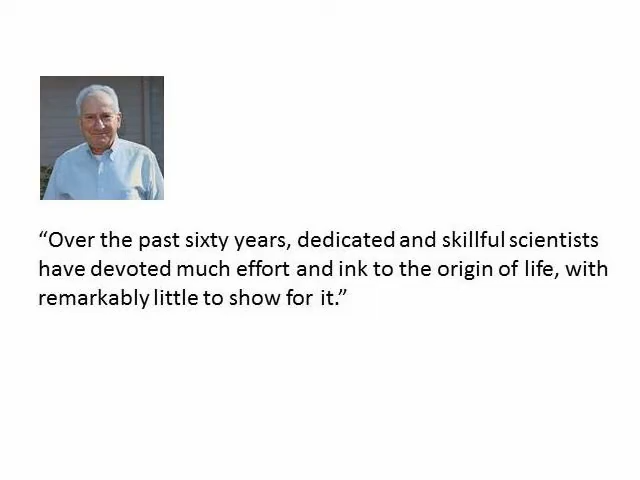 “Over the past sixty years, dedicated and skillful scientists
have devoted much effort and ink to the origin of life, with
remarkably little to show for it.”